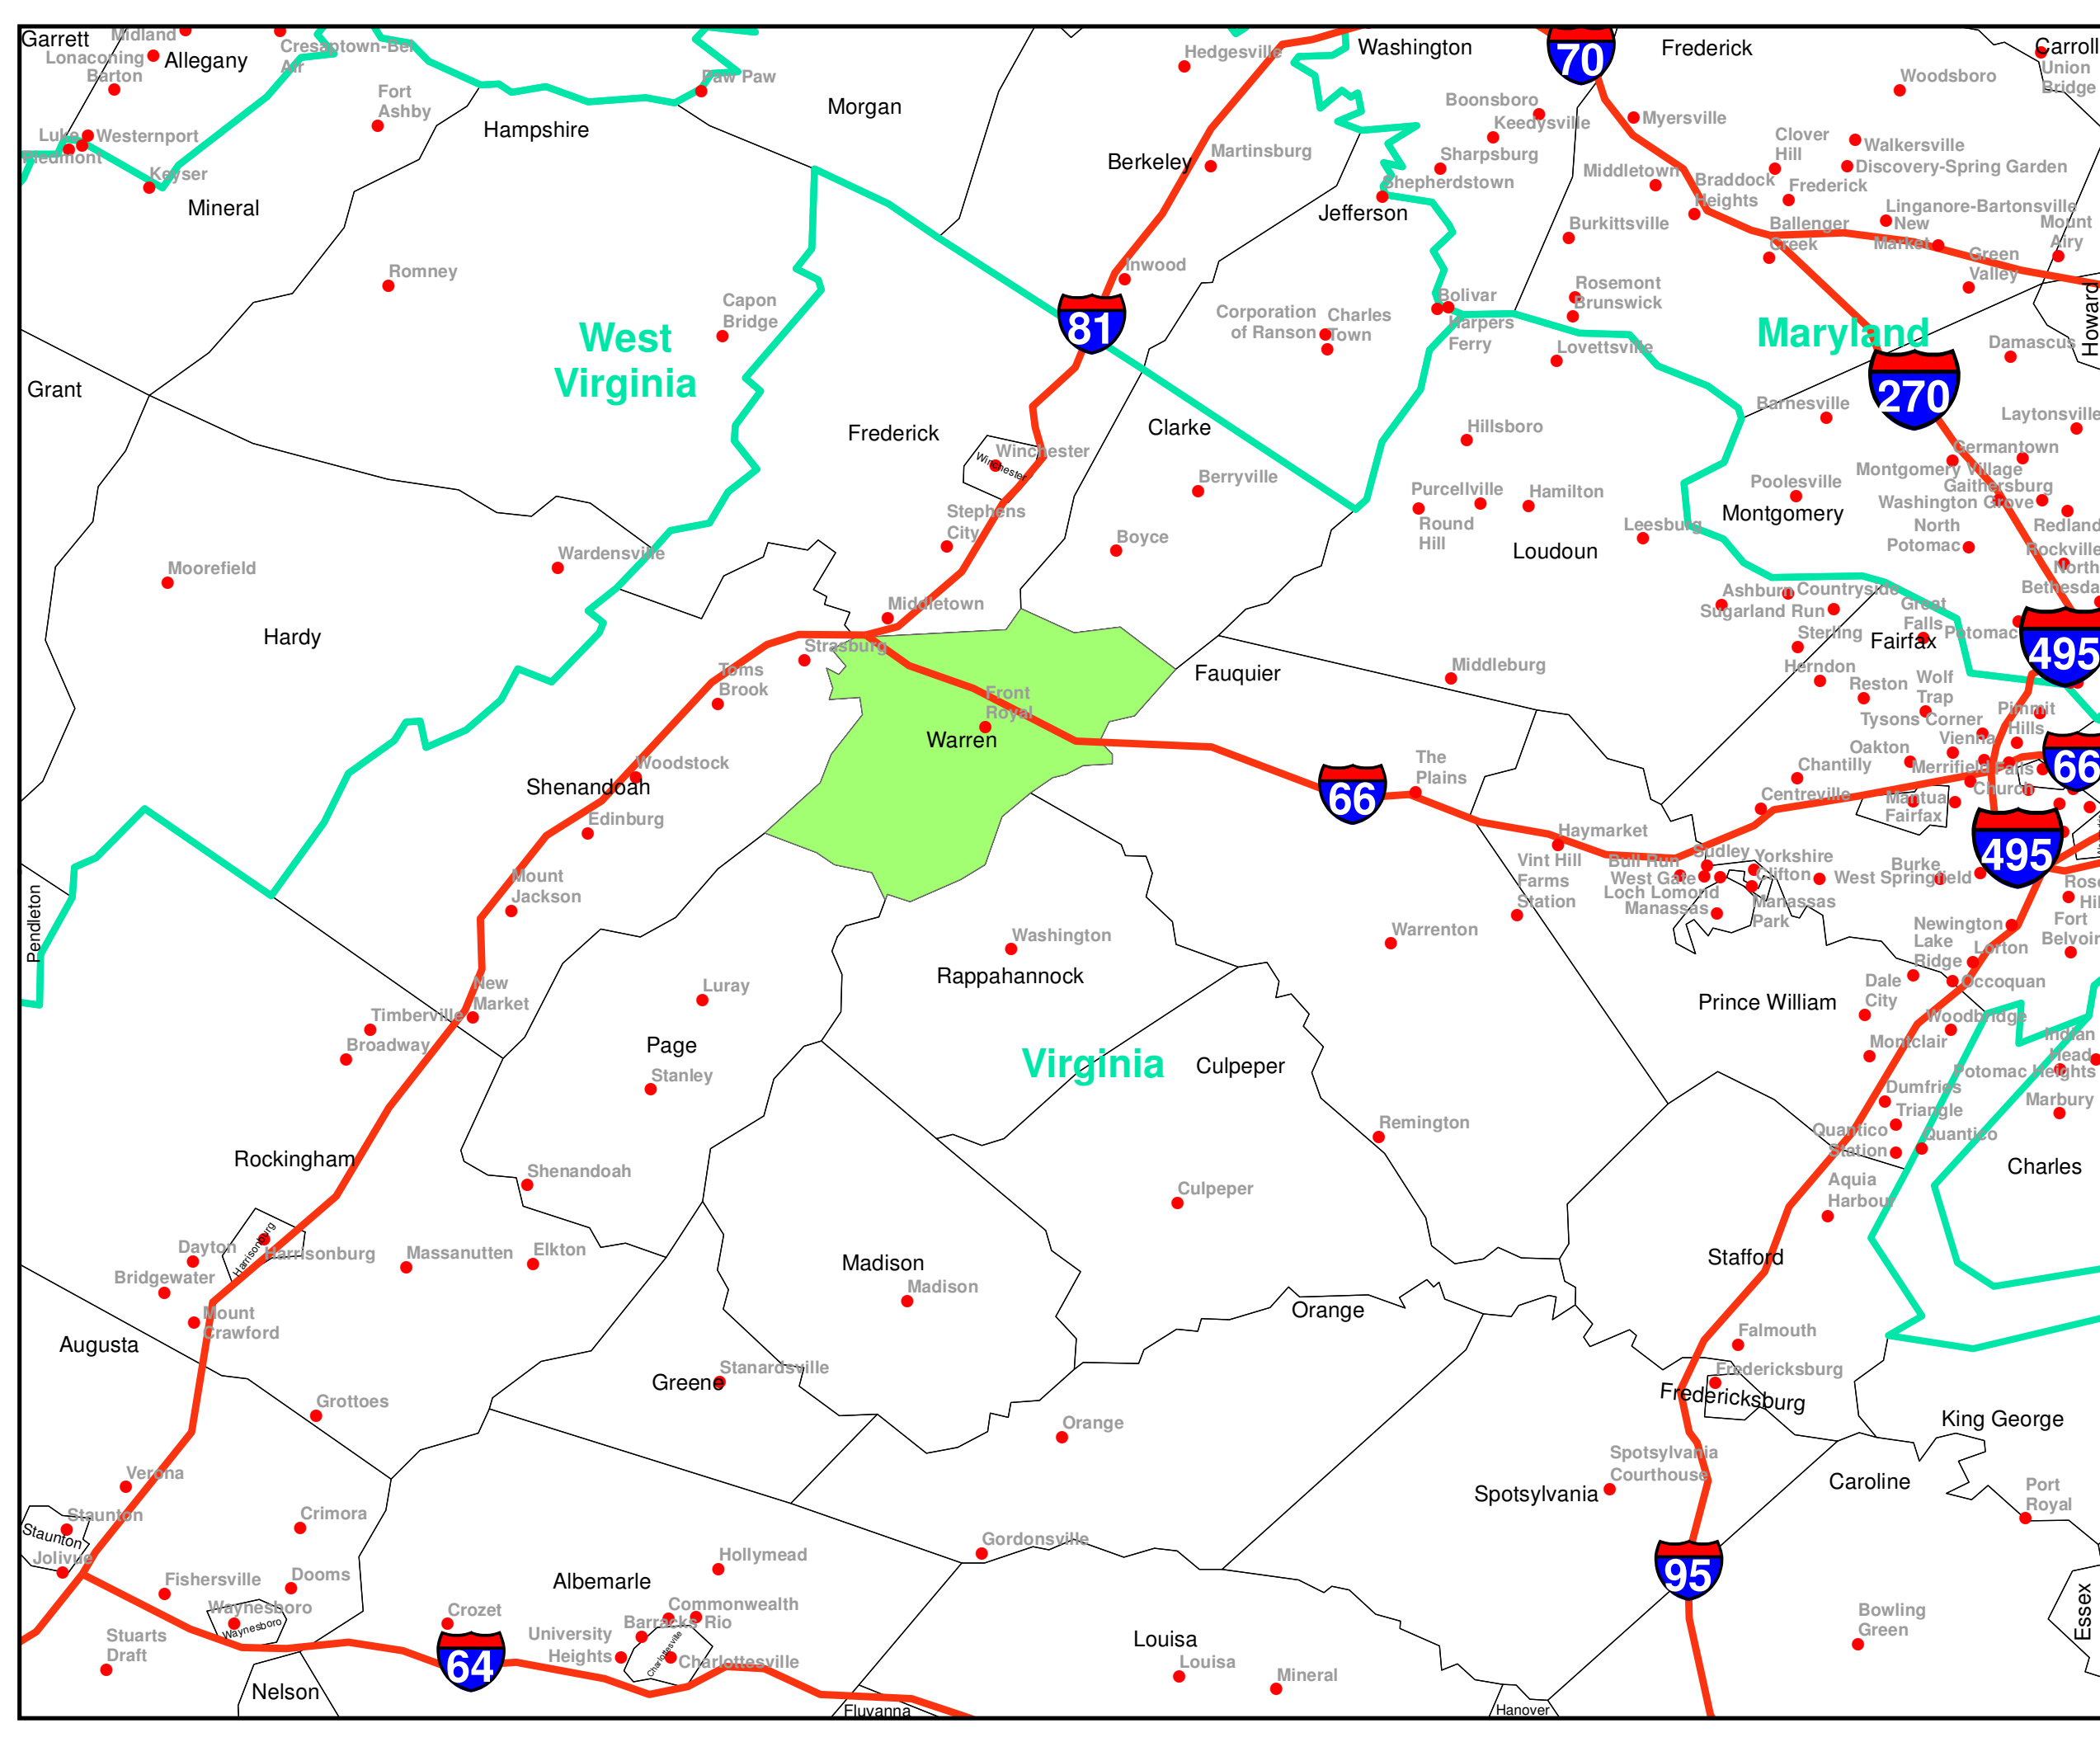 Garrett
Midland
Lonaconing
Allegany
Barton
Cresaptown-Bel
Air
Fort
Ashby
Hampshire
Paw Paw
Morgan
Hedgesville
Washington
70
Frederick
Carroll
Union
Bridge
Woodsboro
Boonsboro
Keedysville
Myersville
Luke
Westernport
Piedmont
Keyser
Mineral
Berkeley
Martinsburg
Sharpsburg
Shepherdstown
Jefferson
Clover
Hill
Walkersville
Discovery-Spring Garden
Middletown
Braddock
Heights
Frederick
Linganore-Bartonsville
New
Market
Mount
Airy
Burkittsville
Ballenger
Creek
Green
Valley
Howard
Romney
Inwood
Capon
Bridge
West
Virginia
81
Corporation
of Ranson
Charles
Town
Bolivar
Harpers
Ferry
Rosemont
Brunswick
Lovettsville
Maryland
Damascus
270
Grant
Barnesville
Laytonsville
Frederick
Clarke
Hillsboro
Winchester
Winchester
Germantown
Montgomery Village
Gaithersburg
Washington Grove
Berryville
Purcellville
Hamilton
Round
Hill
Poolesville
Montgomery
Redland
Stephens
City
Boyce
Leesburg
Loudoun
North
Potomac
Rockville
North
Bethesda
Wardensville
Moorefield
Hardy
Middletown
Strasburg
Ashburn
Countryside
Sugarland Run
Great
Falls
Potomac
Sterling
Fairfax
495
Herndon
Reston
Wolf
Trap
Toms
Brook
Front
Royal
Warren
Fauquier
Middleburg
Tysons Corner
Pimmit
Hills
Vienna
Oakton
Merrifield
Falls
Church
66
Chantilly
Centreville
Mantua
Fairfax
Woodstock
Shenandoah
Edinburg
66
The
Plains
495
Haymarket
Sudley
Yorkshire
Bull Run
Clifton
West Gate
Loch Lomond
Manassas
Manassas
Park
Burke
West Springfield
Vint Hill
Farms
Station
Mount
Jackson
Pendleton
Newington
Fort
Lake
Ridge
Lorton
Warrenton
Washington
Rappahannock
Dale
City
Occoquan
Prince William
Luray
New
Market
Timberville
Broadway
Page
Stanley
Virginia
Culpeper
Woodbridge
Montclair
Indian
Head
Potomac Heights
Dumfries
Triangle
Marbury
Remington
Quantico
Station
Quantico
Charles
Rockingham
Shenandoah
Culpeper
Aquia
Harbour
Harrisonburg
Dayton
Harrisonburg
Massanutten
Elkton
Bridgewater
Mount
Crawford
Madison
Madison
Stafford
Orange
Augusta
Falmouth
Greene
Stanardsville
Fredericksburg
Fredericksburg
Grottoes
Orange
King George
Verona
Spotsylvania
Courthouse
Spotsylvania
Caroline
Port
Royal
Staunton
Staunton
Crimora
Jolivue
Gordonsville
Hollymead
95
Fishersville
Dooms
Albemarle
Essex
Waynesboro
Waynesboro
Crozet
Commonwealth
Barracks
Rio
University
Heights
Charlottesville
Charlottesville
Bowling
Green
Stuarts
Draft
64
Louisa
Louisa
Mineral
Nelson
Fluvanna
Hanover